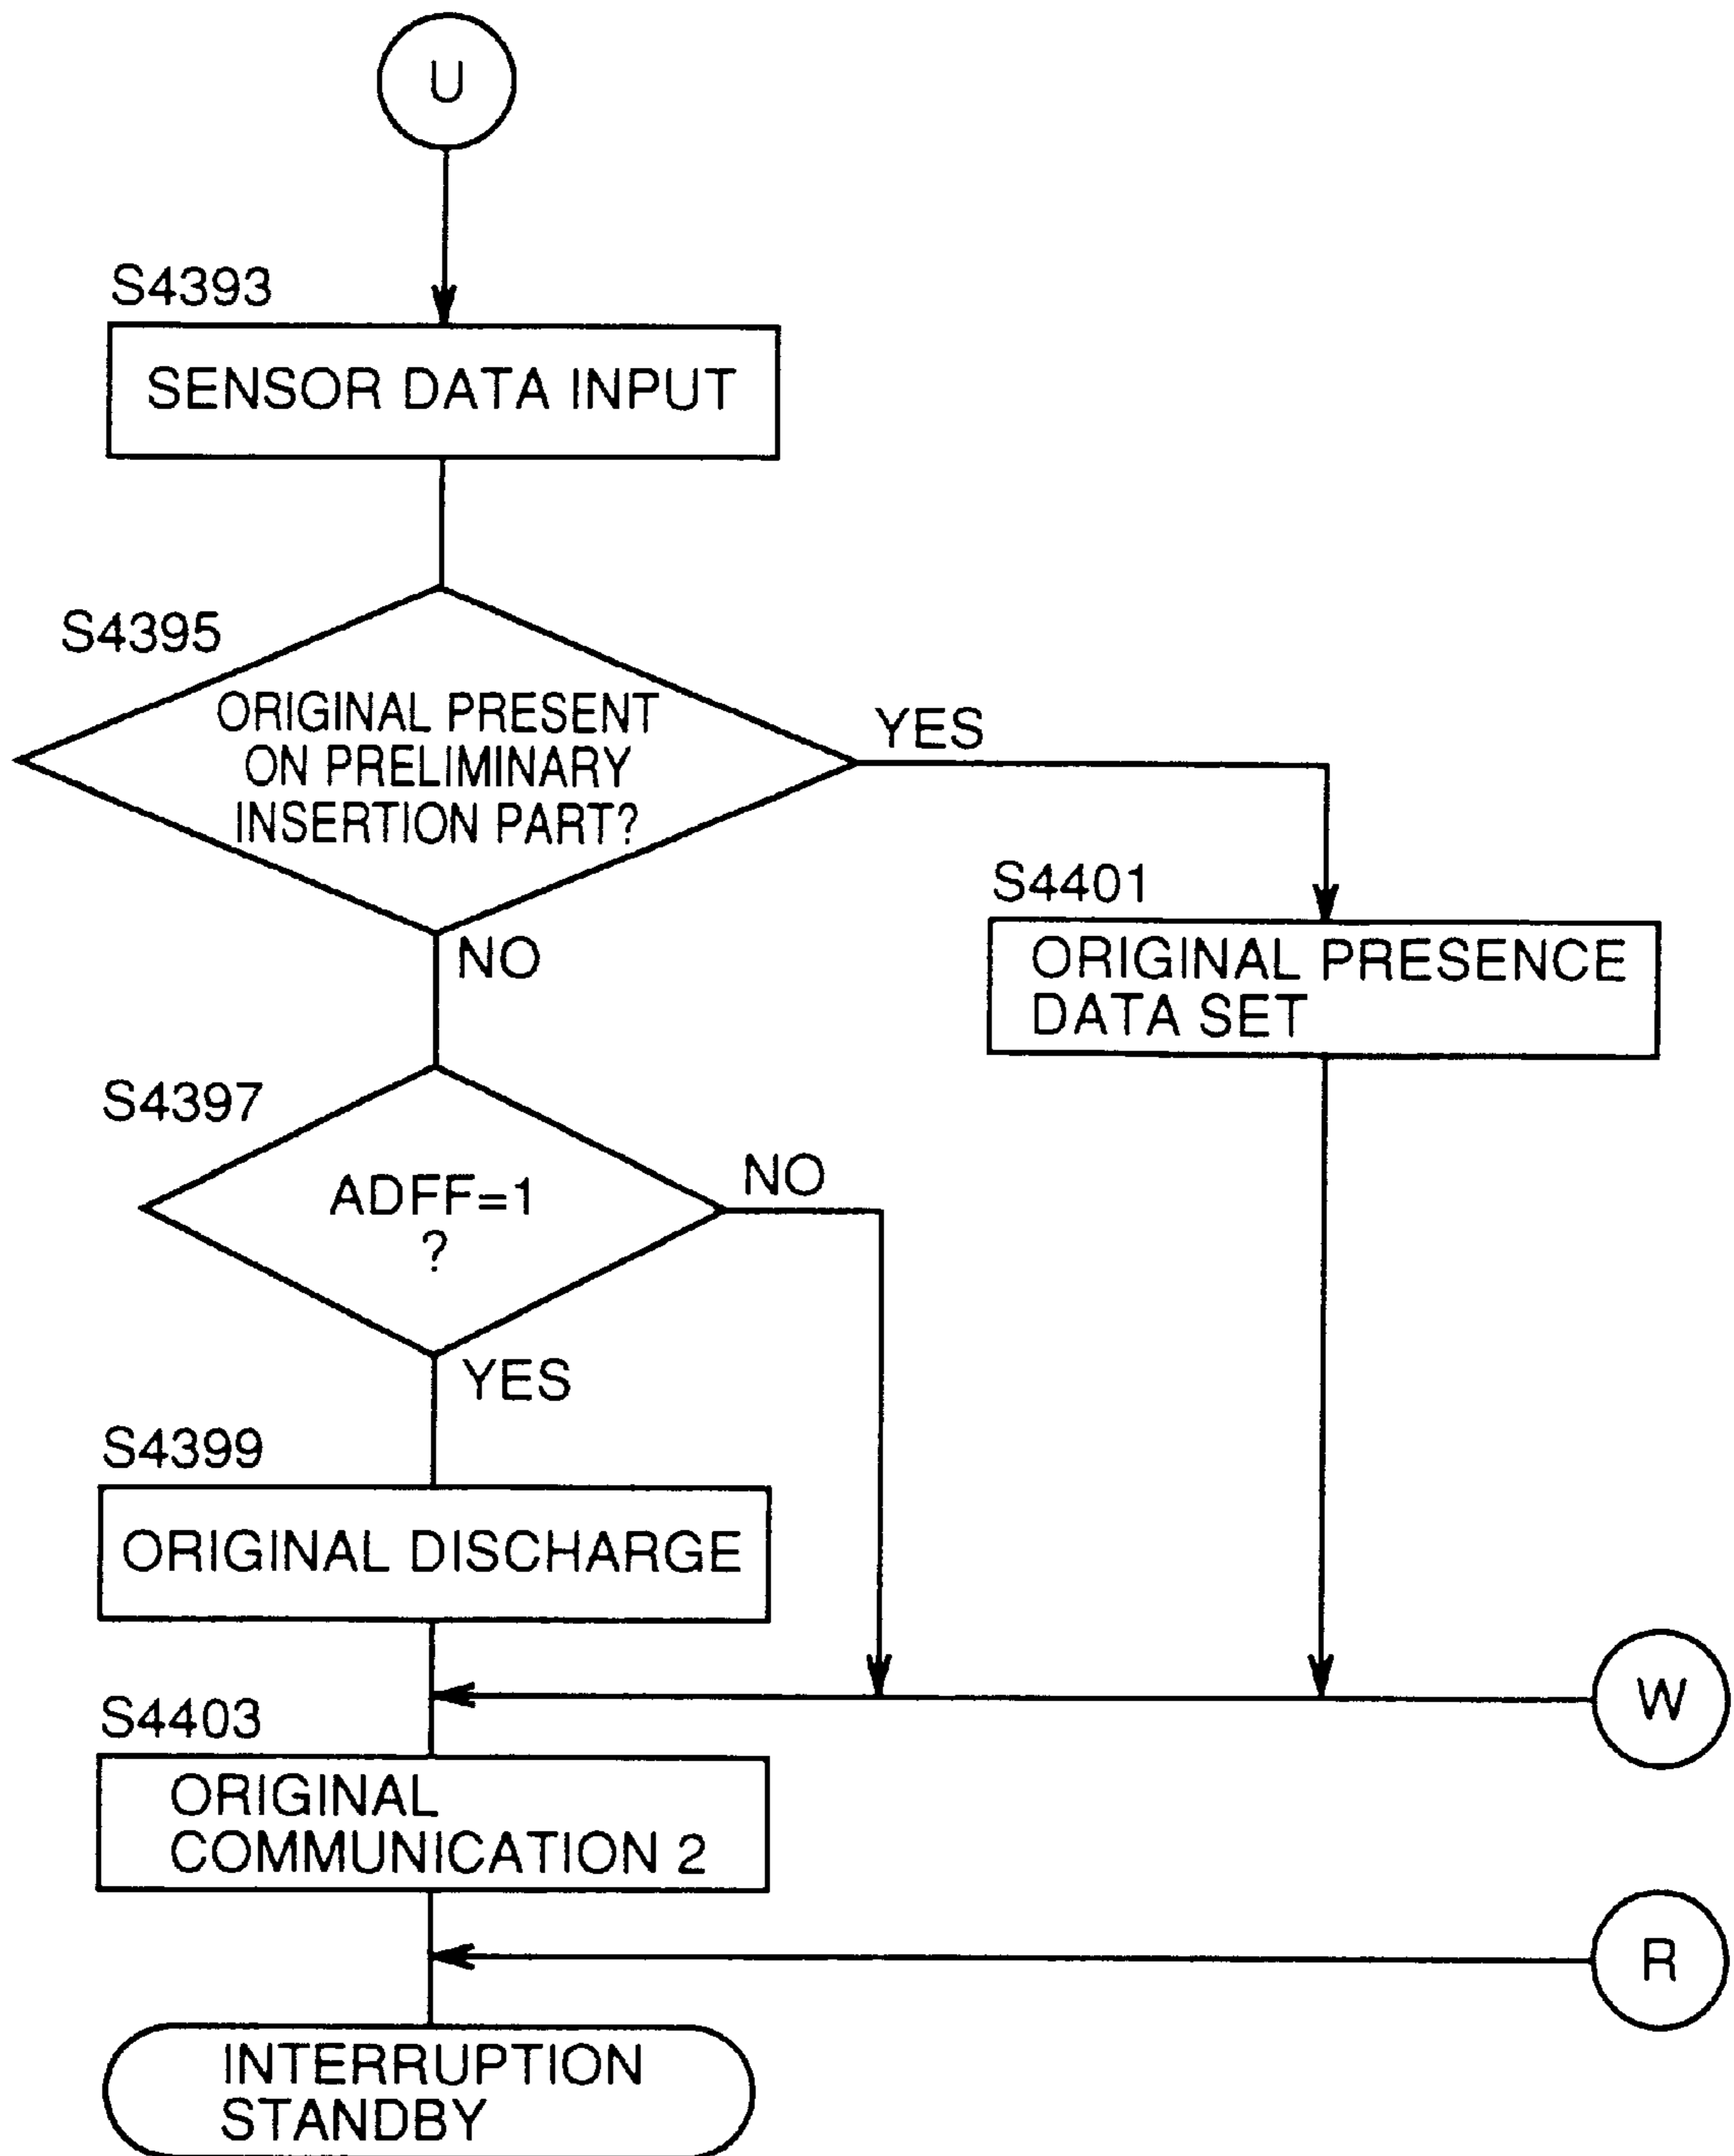 U
S4393
SENSOR DATA INPUT
S4395
ORIGINAL PRESENT
ON PRELIMINARY
INSERTION PART?
YES
NO
S4401
ORIGINAL PRESENCE
DATA SET
S4397
ADFF=1
?
NO
YES
S4399
ORIGINAL DISCHARGE
W
S4403
ORIGINAL
COMMUNICATION 2
R
INTERRUPTION
STANDBY